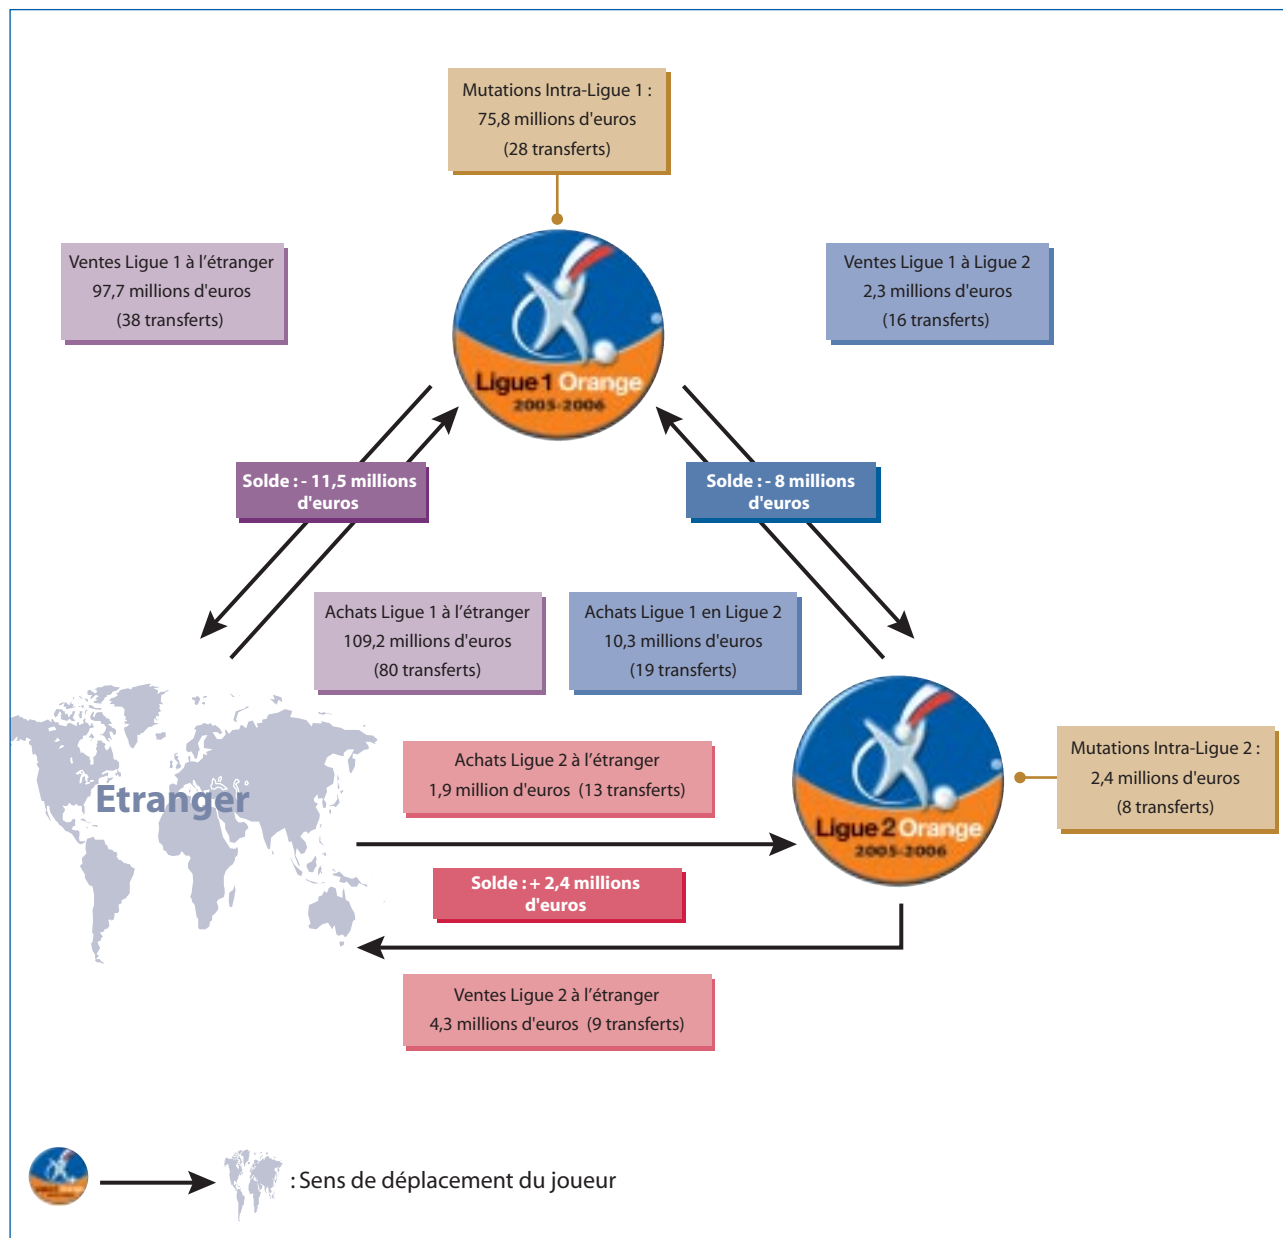 Mutations Intra-Ligue 1 :
75,8 millions d'euros
(28 transferts)
Ventes Ligue 1 à l'étranger
97,7 millions d'euros
(38 transferts)
Ligue 1 Orange
2005-2006
Ventes Ligue 1 à Ligue 2
2,3 millions d'euros
(16 transferts)
Solde : - 11,5 millions
d'euros
Solde : - 8 millions
d'euros
Achats Ligue 1 à l'étranger
109,2 millions d'euros
(80 transferts)
Achats Ligue 1 en Ligue 2
10,3 millions d'euros
(19 transferts)
Etranger
Achats Ligue 2 à l'étranger
1,9 million d'euros (13 transferts)
Ligue 2 Orange
2005-2006
Mutations Intra-Ligue 2 :
2,4 millions d'euros
(8 transferts)
Solde : + 2,4 millions
d'euros
Ventes Ligue 2 à l'étranger
4,3 millions d'euros (9 transferts)
: Sens de déplacement du joueur